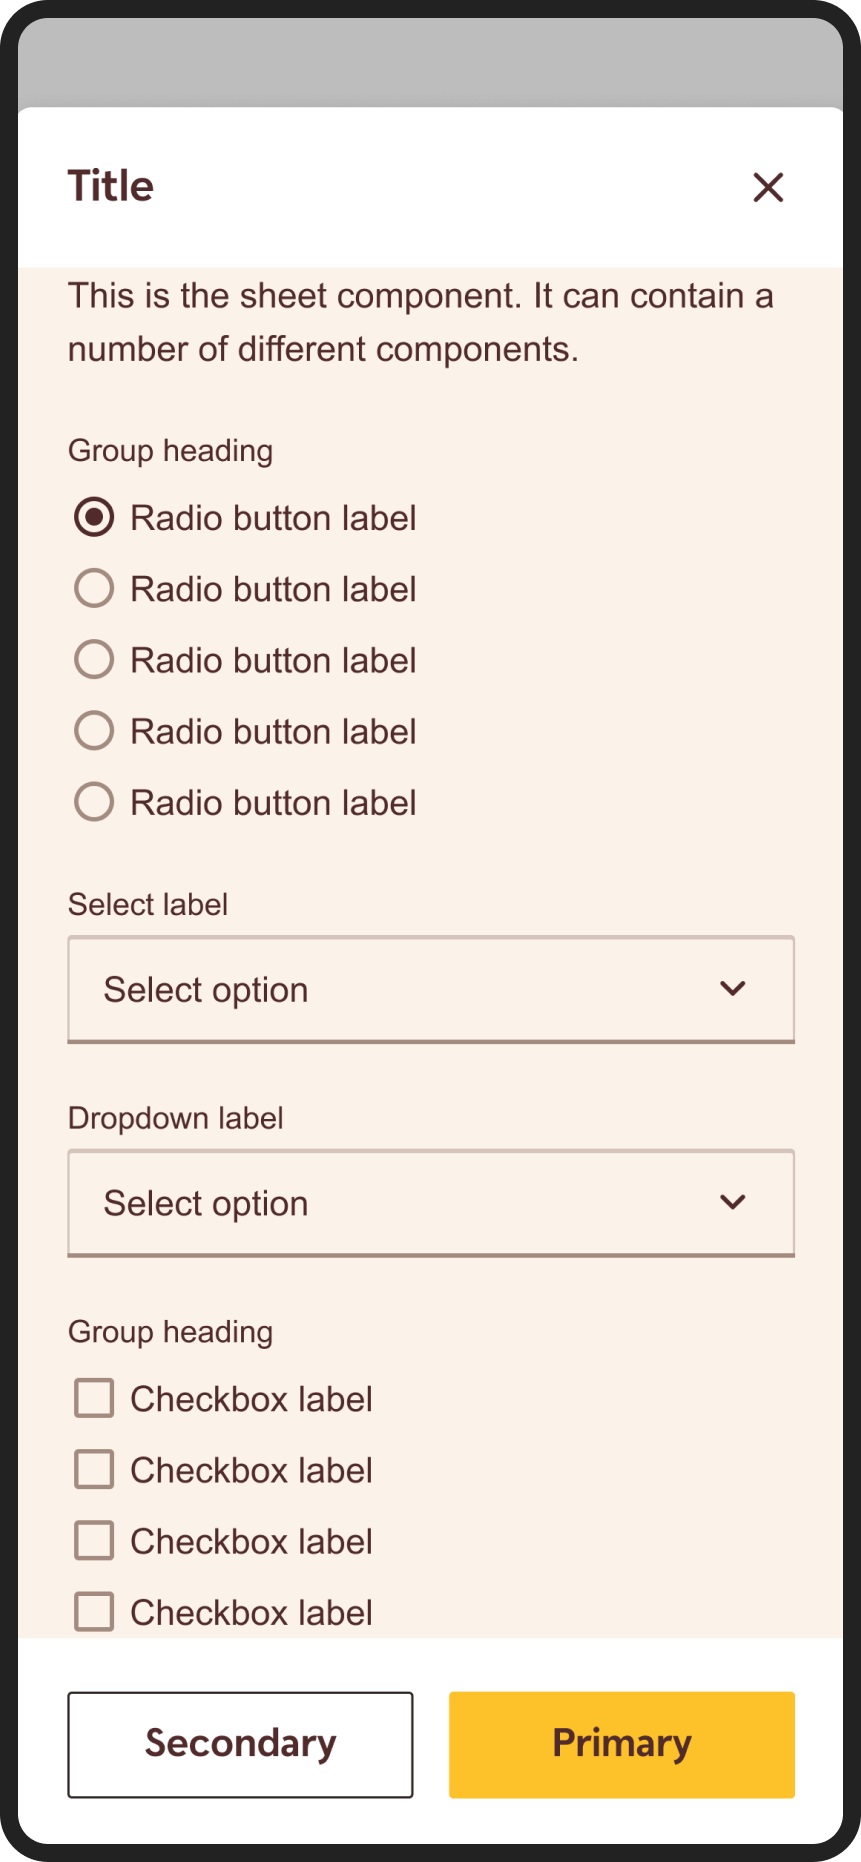 Title
This is the sheet component. It can contain a
number of different components.
Group heading
Radio button label
Radio button label
Radio button label
Radio button label
Radio button label
Select label
Select option
Dropdown label
Select option
Group heading
Checkbox label
Checkbox label
Checkbox label
Checkbox label
Secondary
Primary